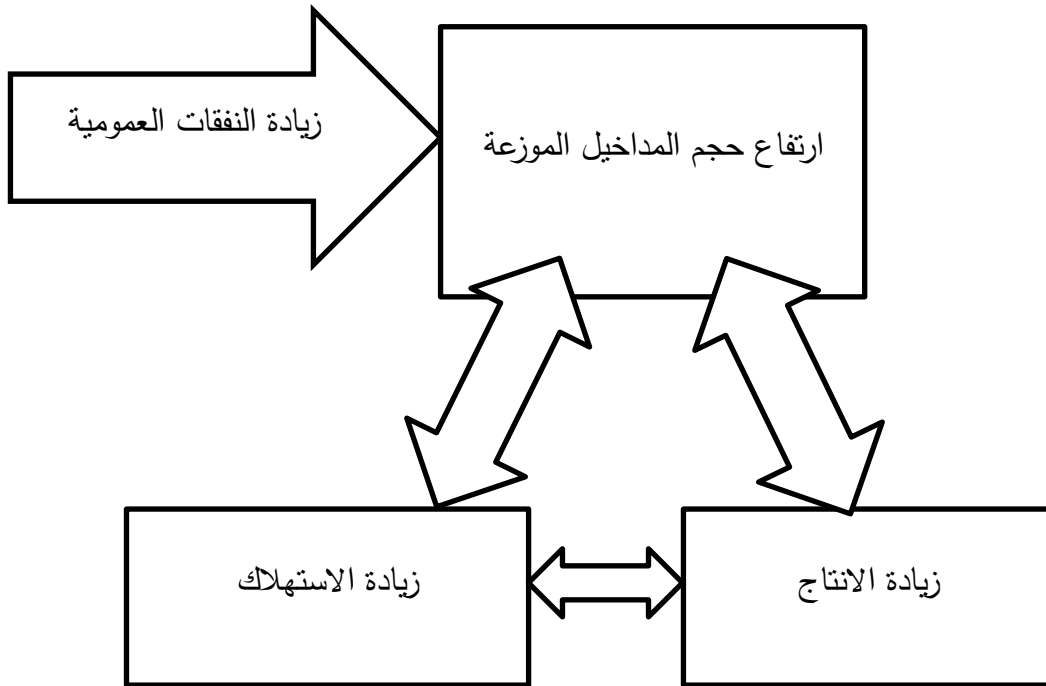 زيادة النفقات العمومية
ارتفاع حجم المداخيل الموزعة
زيادة الانتاج
زيادة الاستهلاك